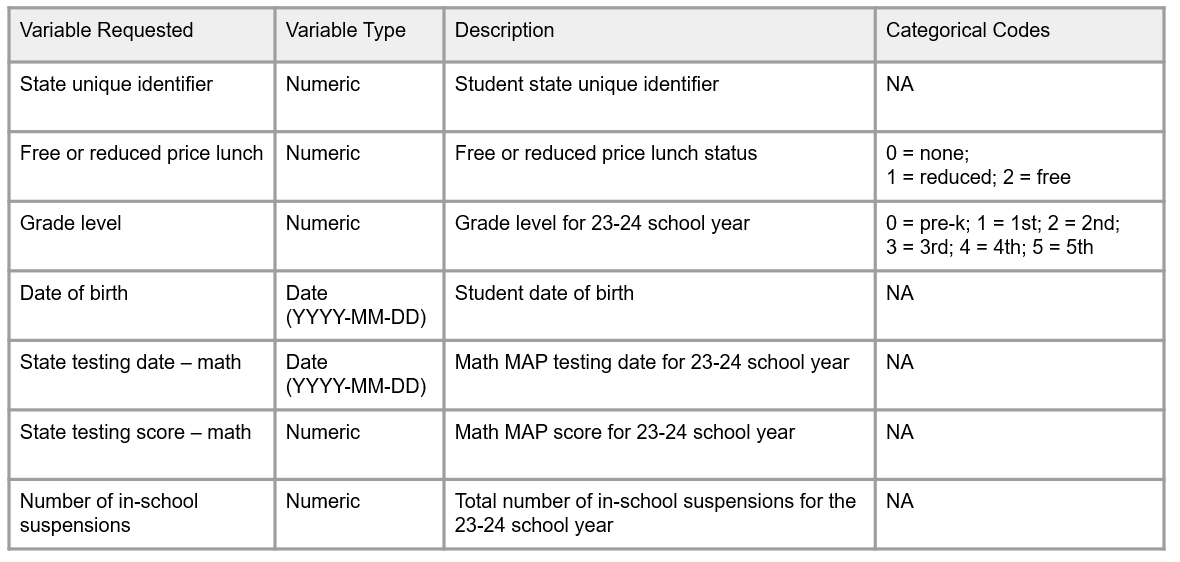 Variable Requested
Variable Type
Description
Categorical Codes
State unique identifier
Numeric
Student state unique identifier
NA
Free or reduced price lunch
Numeric
Free or reduced price lunch status
0 = none;
1 = reduced; 2 = free
Grade level
Numeric
Grade level for 23-24 school year
0 = pre-k; 1 = 1st; 2 = 2nd;
3 = 3rd; 4 = 4th; 5 = 5th
Date of birth
Date
(YYYY-MM-DD)
Student date of birth
NA
State testing date – math
Date
(YYYY-MM-DD)
Math MAP testing date for 23-24 school year
NA
State testing score – math
Numeric
Math MAP score for 23-24 school year
NA
Number of in-school
suspensions
Numeric
Total number of in-school suspensions for the
23-24 school year
NA